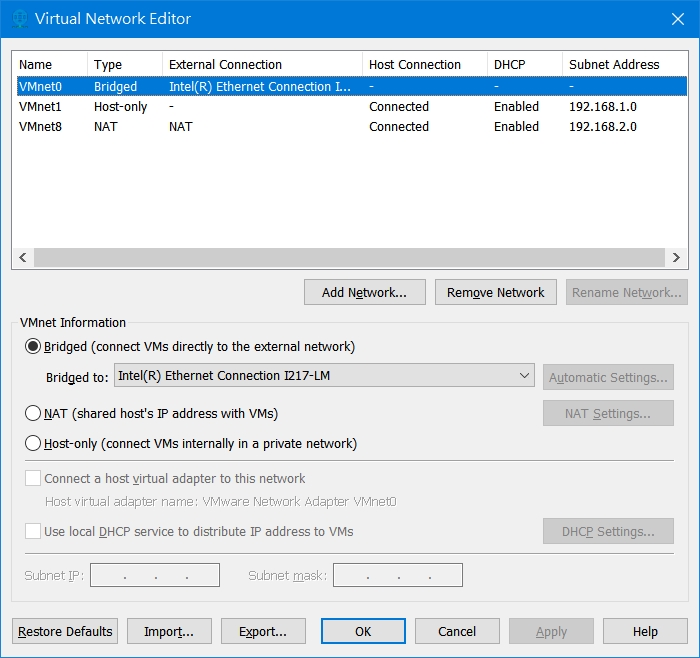 Virtual Network Editor
Name Type External Connection Host Connection DHCP Subnet Address
VMnet0 Bridged Intel(R) Ethernet Connection I... - - -
VMnet1 Host-only - Connected Enabled 192.168.1.0
VMnet8 NAT NAT Connected Enabled 192.168.2.0
Add Network... Remove Network Rename Network...
VMnet Information
Bridged (connect VMs directly to the external network)
Bridged to: Intel(R) Ethernet Connection I217-LM Automatic Settings...
NAT (shared host's IP address with VMs) NAT Settings...
Host-only (connect VMs internally in a private network)
Connect a host virtual adapter to this network
Host virtual adapter name: VMware Network Adapter VMnet0
Use local DHCP service to distribute IP address to VMs DHCP Settings...
Subnet IP: . . . Subnet mask: . . .
Restore Defaults Import... Export... OK Cancel Apply Help